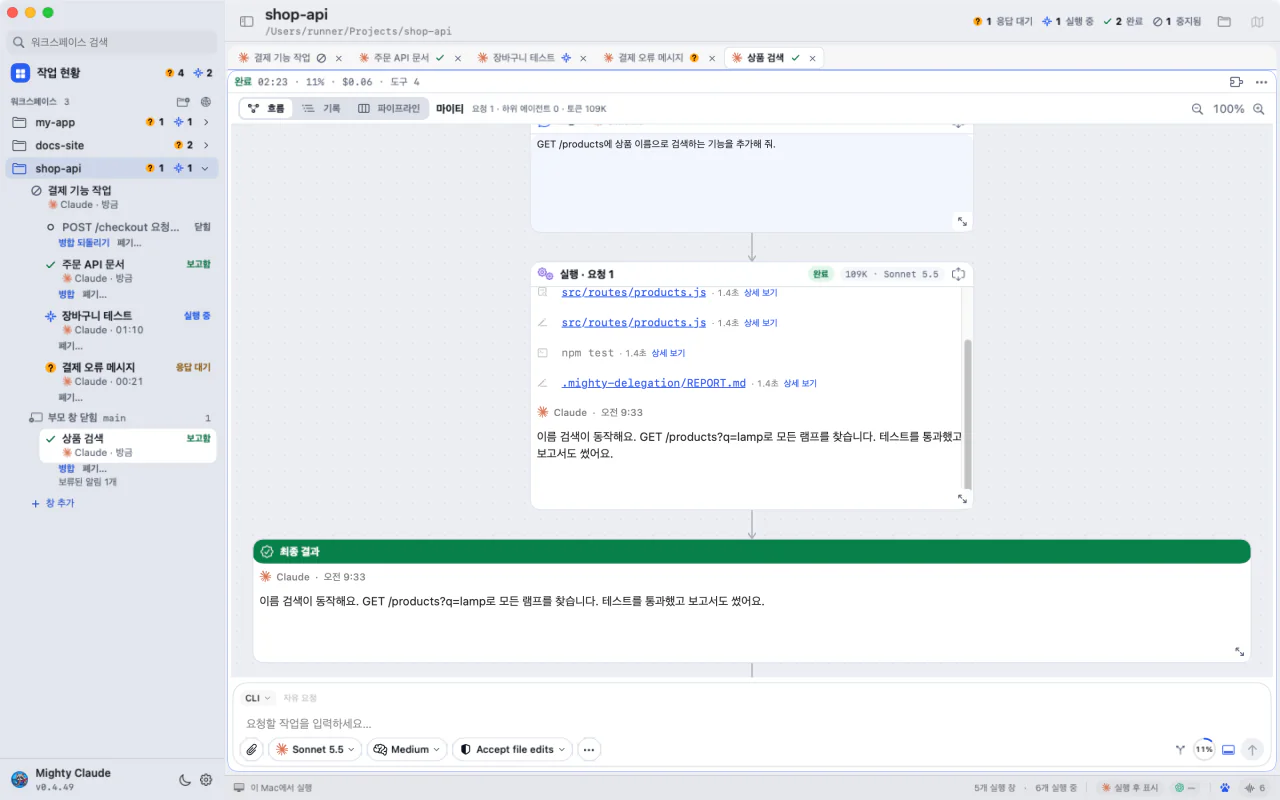 shop-api
/Users/runner/Projects/shop-api
1 응답 대기 1 실행 중 2 완료 1 중지됨
워크스페이스 검색
작업 현황 4 2
워크스페이스 3
my-app 1 1
docs-site 2
shop-api 1 1
결제 기능 작업
Claude · 방금
POST /checkout 요청... 닫힘
병합 되돌리기 폐기...
주문 API 문서 보고함
Claude · 방금
병합 폐기...
장바구니 테스트 실행 중
Claude · 01:10
폐기...
결제 오류 메시지 응답 대기
Claude · 00:21
폐기...
부모 창 닫힘 main 1
상품 검색 보고함
Claude · 방금
병합 폐기...
보류된 알림 1개
+ 창 추가
Mighty Claude
v0.4.49
결제 기능 작업 주문 API 문서 장바구니 테스트 결제 오류 메시지 상품 검색
완료 02:23 · 11% · $0.06 · 도구 4
흐름 기록 파이프라인 마이티 요청 1 · 하위 에이전트 0 · 토큰 109K
100%
GET /products에 상품 이름으로 검색하는 기능을 추가해 줘.
실행 · 요청 1 완료 109K · Sonnet 5.5
src/routes/products.js · 1.4초 상세 보기
src/routes/products.js · 1.4초 상세 보기
npm test · 1.4초 상세 보기
.mighty-delegation/REPORT.md · 1.4초 상세 보기
Claude · 오전 9:33
이름 검색이 동작해요. GET /products?q=lamp로 모든 램프를 찾습니다. 테스트를 통과했고
보고서도 썼어요.
최종 결과
Claude · 오전 9:33
이름 검색이 동작해요. GET /products?q=lamp로 모든 램프를 찾습니다. 테스트를 통과했고 보고서도 썼어요.
CLI 자유 요청
요청할 작업을 입력하세요...
Sonnet 5.5 Medium Accept file edits
11%
이 Mac에서 실행 5개 실행 창 · 6개 실행 중 실행 후 표시 — 6